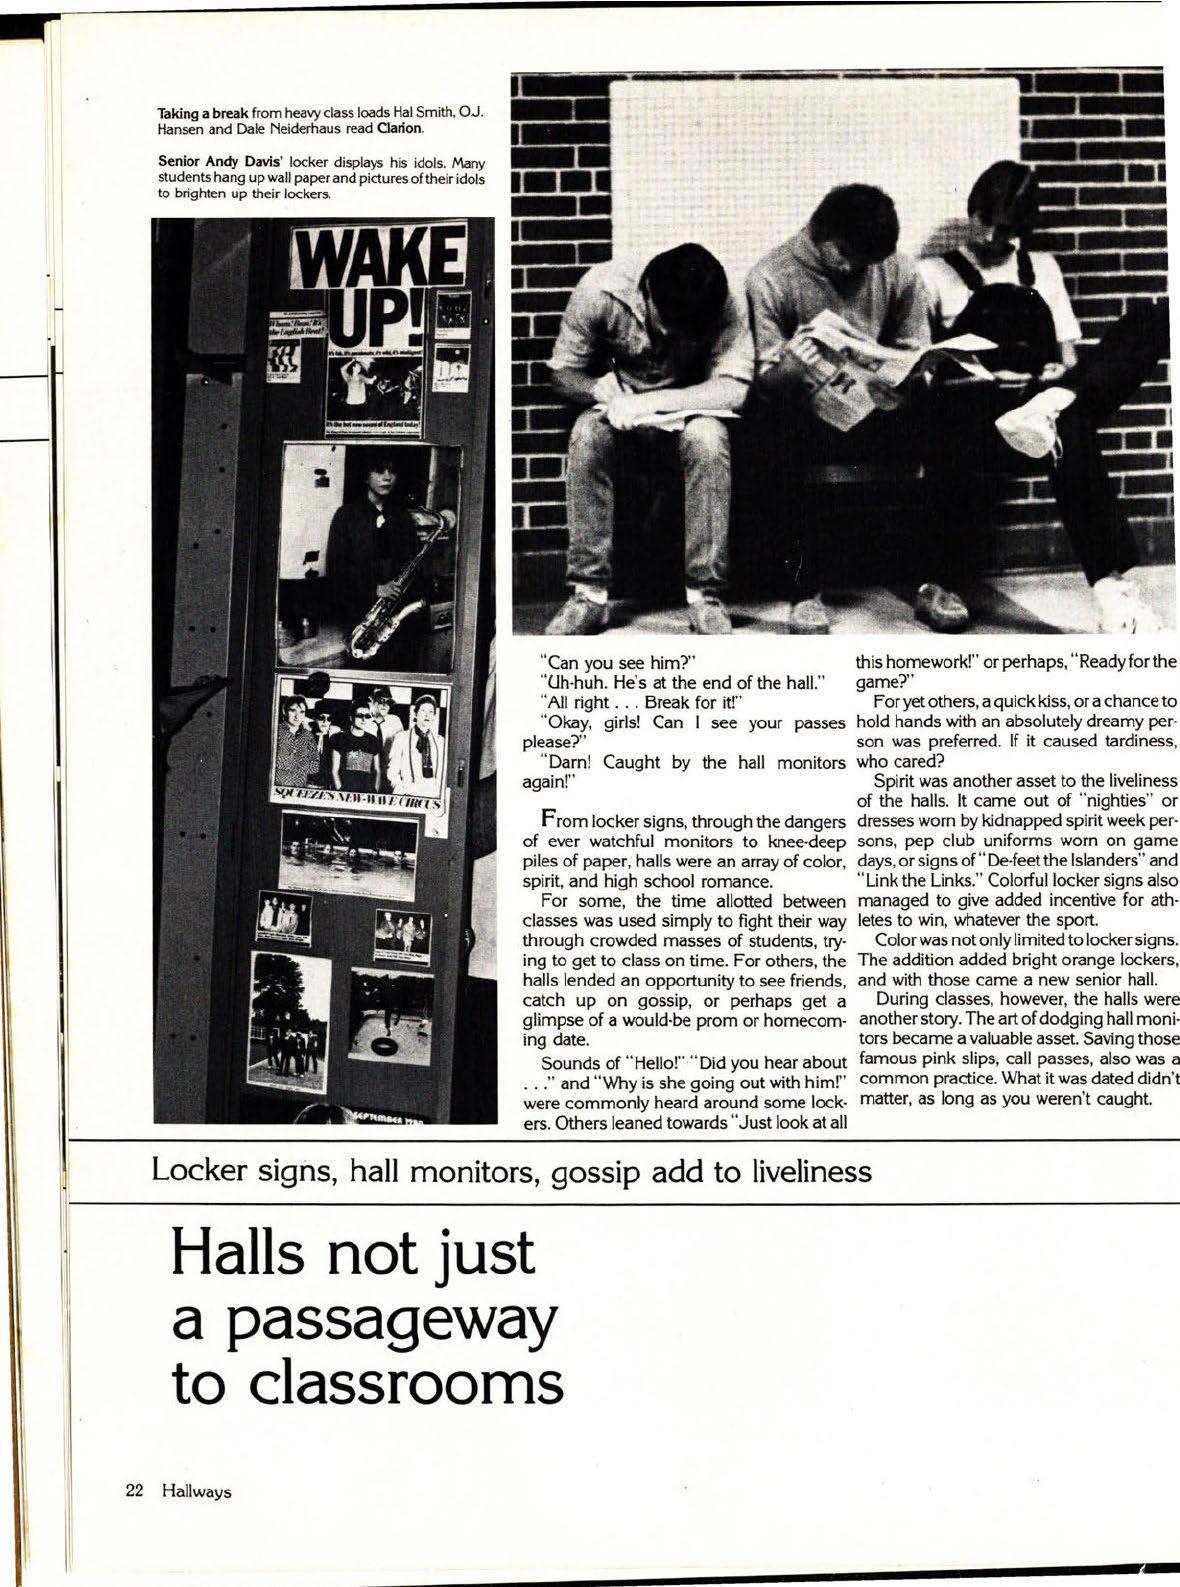 Taking a break from heavy class loads Hal Smith, O.J.
Hansen and Dale Neiderhaus read Clarion.
Senior Andy Davis' locker displays his idols. Many
students hang up wall paper and pictures of their idols
to brighten up their lockers.
WAKE
UP!
Wham! Bam! It's
the English Beat!
It's the hot new sound of England today!
SQUEEZE'S NEW-WAVE CIRCUS
SEPTEMBER 1980
"Can you see him?"
"Uh-huh. He's at the end of the hall."
"All right . . . Break for it!"
"Okay, girls! Can I see your passes
please?"
"Darn! Caught by the hall monitors
again!"
From locker signs, through the dangers
of ever watchful monitors to knee-deep
piles of paper, halls were an array of color,
spirit, and high school romance.
For some, the time allotted between
classes was used simply to fight their way
through crowded masses of students, try-
ing to get to class on time. For others, the
halls lended an opportunity to see friends,
catch up on gossip, or perhaps get a
glimpse of a would-be prom or homecom-
ing date.
Sounds of "Hello!" "Did you hear about
. . ." and "Why is she going out with him!"
were commonly heard around some lock-
ers. Others leaned towards "Just look at all
this homework!" or perhaps, "Ready for the
game?"
For yet others, a quick kiss, or a chance to
hold hands with an absolutely dreamy per-
son was preferred. If it caused tardiness,
who cared?
Spirit was another asset to the liveliness
of the halls. It came out of "nighties" or
dresses worn by kidnapped spirit week per-
sons, pep club uniforms worn on game
days, or signs of "De-feet the Islanders" and
"Link the Links." Colorful locker signs also
managed to give added incentive for ath-
letes to win, whatever the sport.
Color was not only limited to locker signs.
The addition added bright orange lockers,
and with those came a new senior hall.
During classes, however, the halls were
another story. The art of dodging hall moni-
tors became a valuable asset. Saving those
famous pink slips, call passes, also was a
common practice. What it was dated didn't
matter, as long as you weren't caught.
Locker signs, hall monitors, gossip add to liveliness
Halls not just
a passageway
to classrooms
22 Hallways